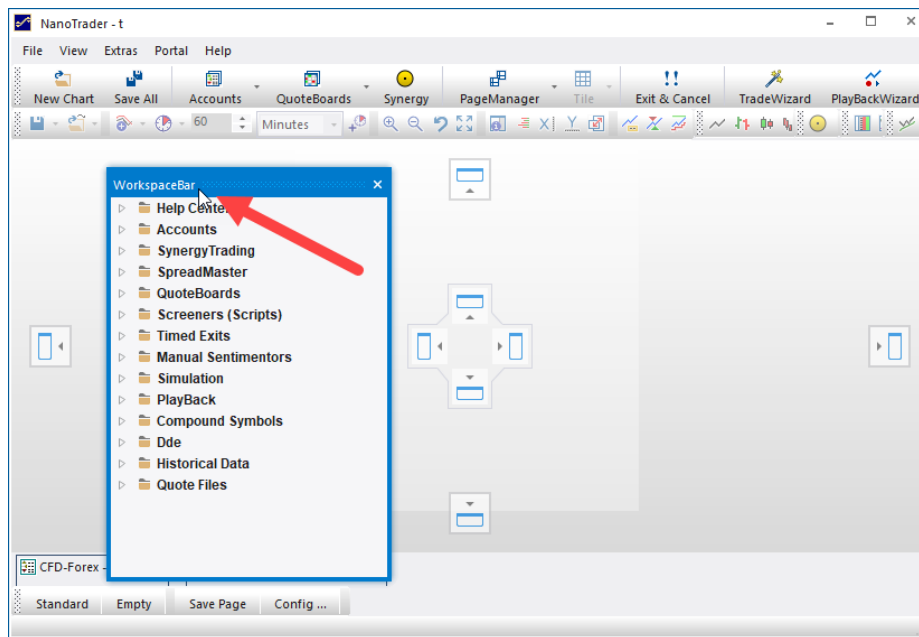 NanoTrader - t
File View Extras Portal Help
New Chart Save All Accounts QuoteBoards Synergy PageManager Tile Exit & Cancel TradeWizard PlayBackWizard
60 Minutes
WorkspaceBar
Help Center
Accounts
SynergyTrading
SpreadMaster
QuoteBoards
Screeners (Scripts)
Timed Exits
Manual Sentimentors
Simulation
PlayBack
Compound Symbols
Dde
Historical Data
Quote Files
CFD-Forex -
Standard Empty Save Page Config ...